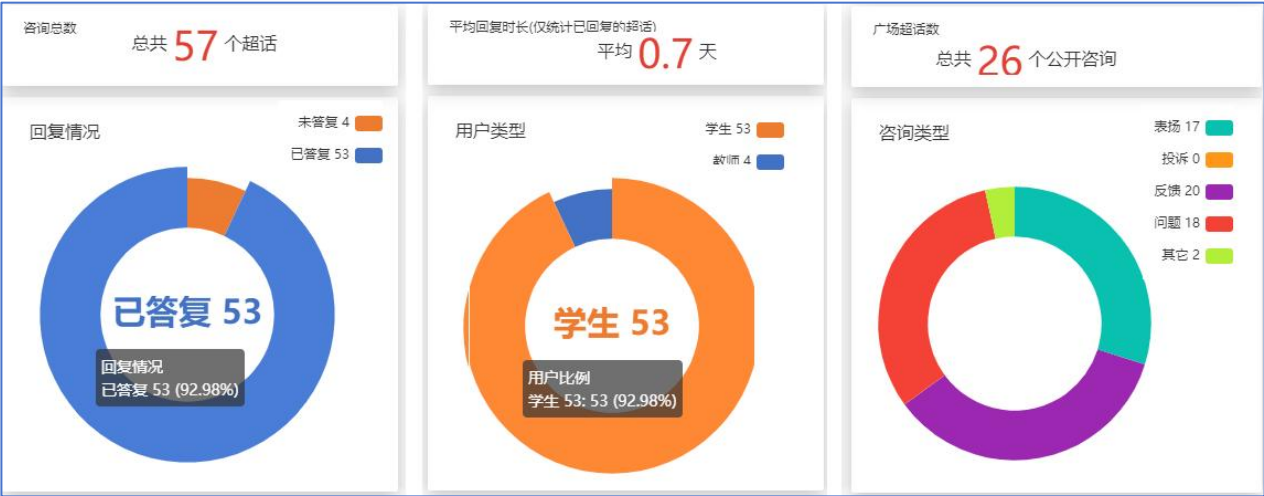 咨询总数
总共 57 个超话
平均回复时长(仅统计已回复的超话)
平均 0.7 天
广场超话数
总共 26 个公开咨询
回复情况
未答复 4
已答复 53
已答复 53
回复情况
已答复 53 (92.98%)
用户类型
学生 53
教师 4
学生 53
用户比例
学生 53: 53 (92.98%)
咨询类型
表扬 17
投诉 0
反馈 20
问题 18
其它 2